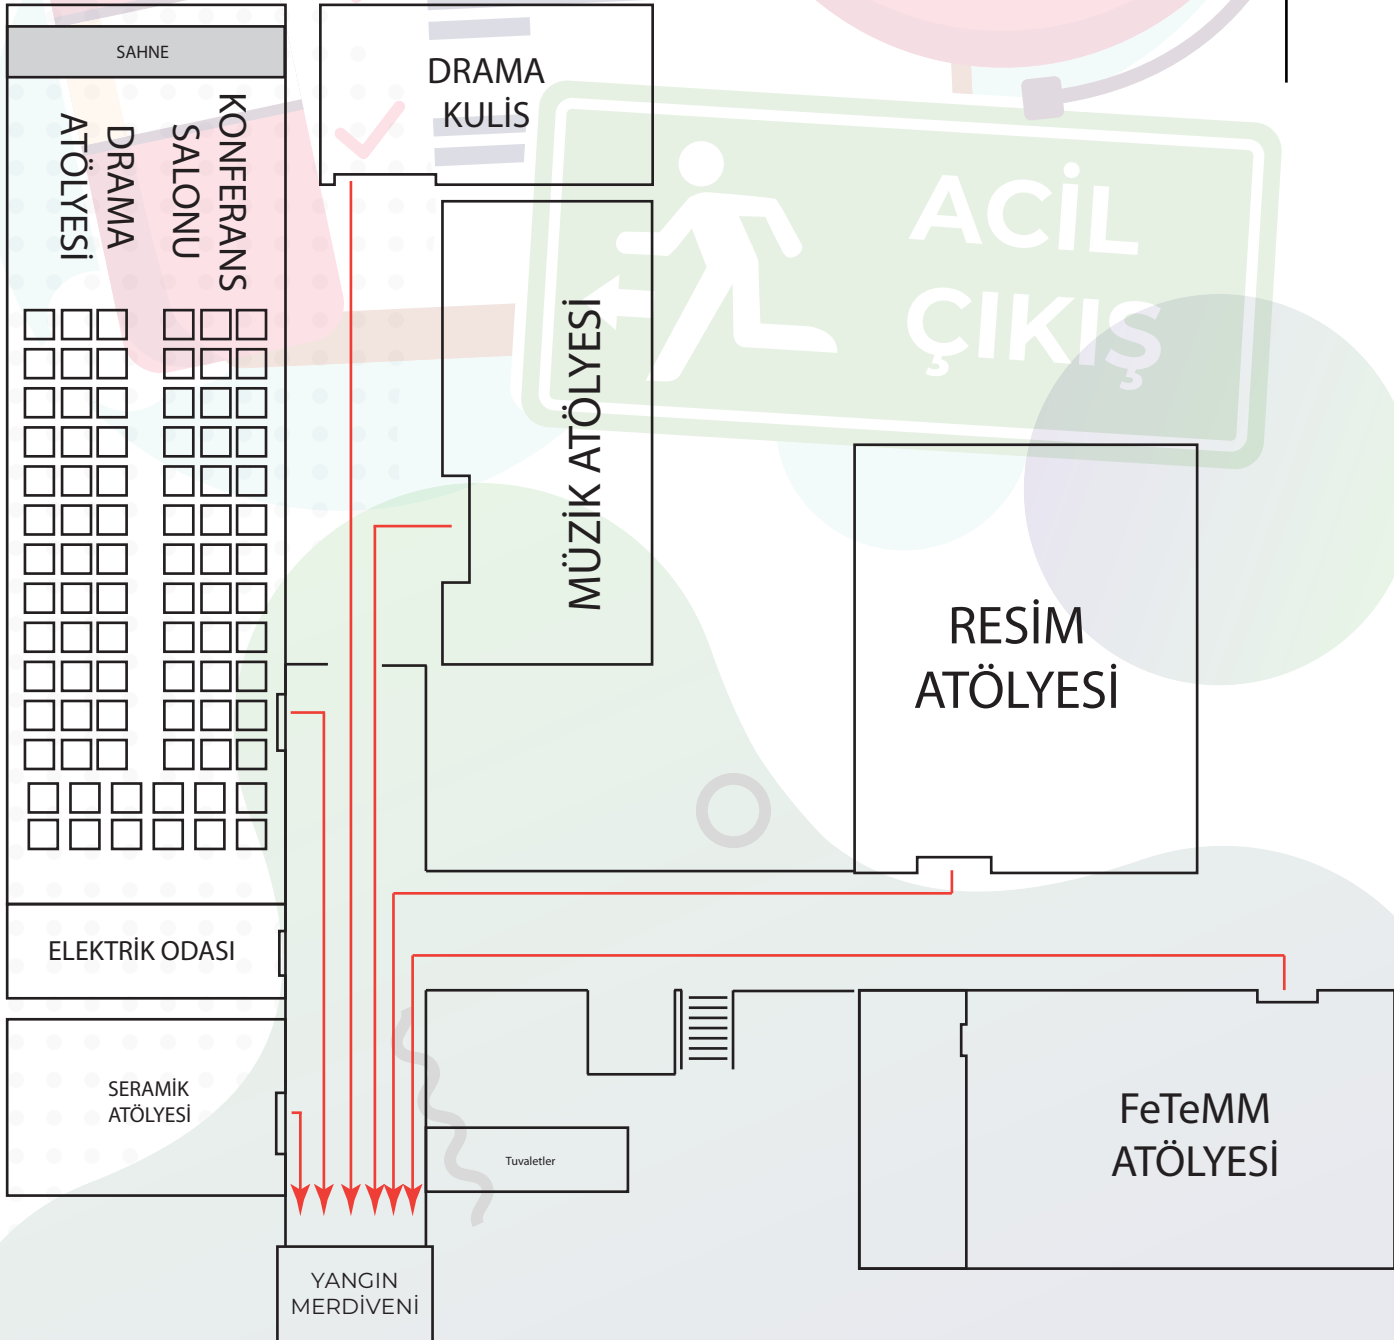 SAHNE
KONFERANS
SALONU
DRAMA
ATÖLYESİ
DRAMA
KULİS
ACİL
ÇIKIŞ
MÜZİK ATÖLYESİ
RESİM
ATÖLYESİ
ELEKTRİK ODASI
SERAMİK
ATÖLYESİ
Tuvaletler
FeTeMM
ATÖLYESİ
YANGIN
MERDİVENİ